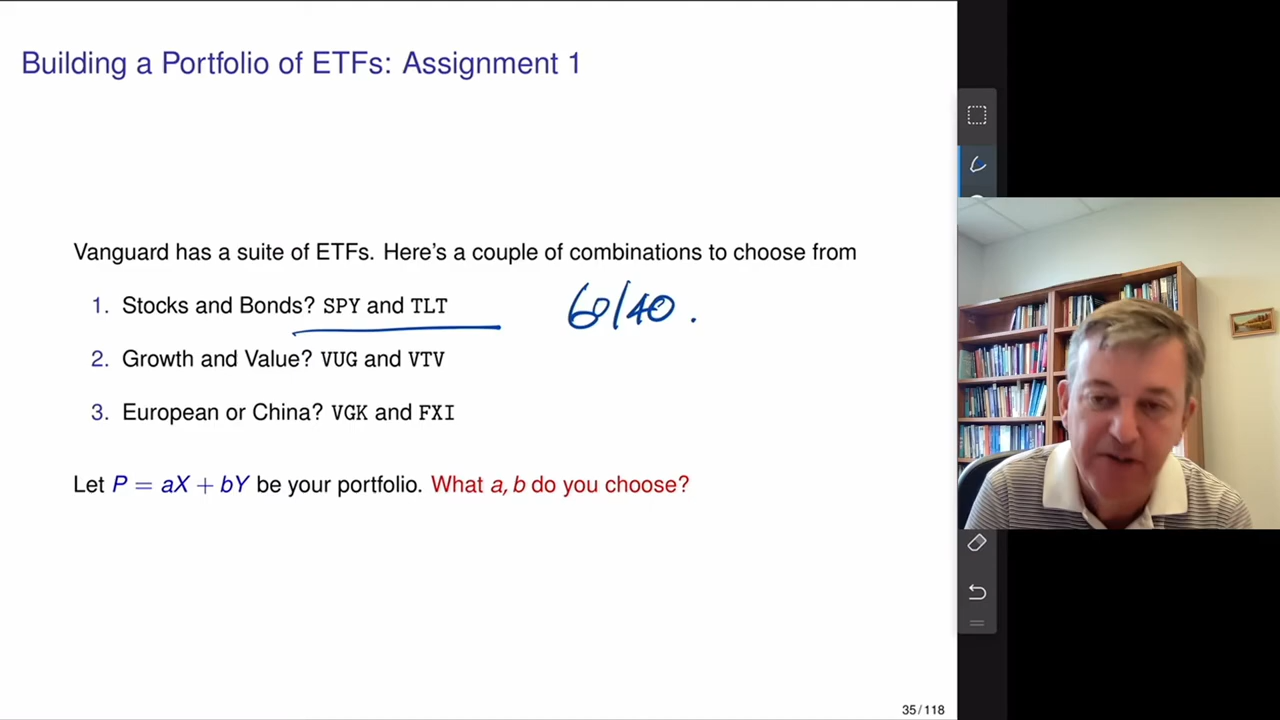 Building a Portfolio of ETFs: Assignment 1
Vanguard has a suite of ETFs. Here's a couple of combinations to choose from
1. Stocks and Bonds? SPY and TLT 60/40.
2. Growth and Value? VUG and VTV
3. European or China? VGK and FXI
Let P = aX + bY be your portfolio. What a, b do you choose?
35 / 118